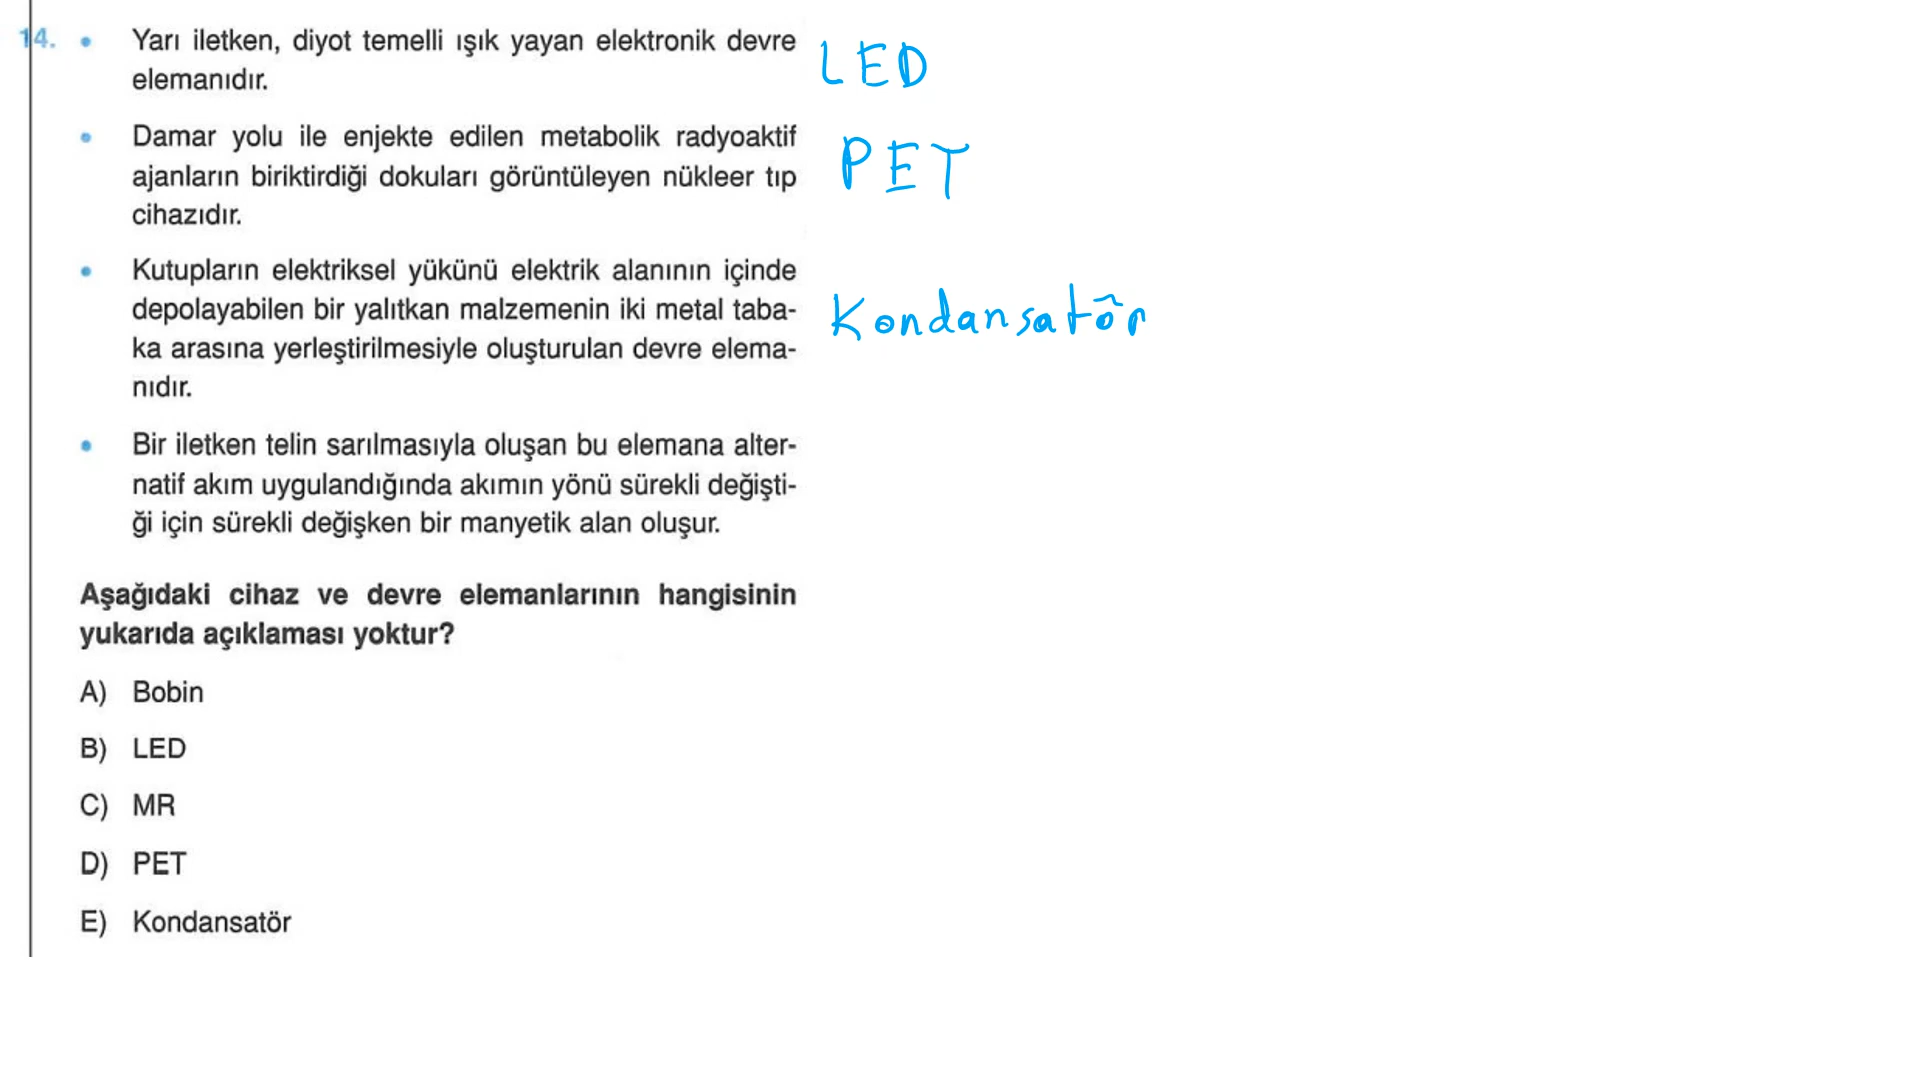 14. • Yarı iletken, diyot temelli ışık yayan elektronik devre
elemanıdır.
LED
• Damar yolu ile enjekte edilen metabolik radyoaktif
ajanların biriktirdiği dokuları görüntüleyen nükleer tıp
cihazıdır.
PET
• Kutupların elektriksel yükünü elektrik alanının içinde
depolayabilen bir yalıtkan malzemenin iki metal taba-
ka arasına yerleştirilmesiyle oluşturulan devre elema-
nıdır.
Kondansatör
• Bir iletken telin sarılmasıyla oluşan bu elemana alter-
natif akım uygulandığında akımın yönü sürekli değişti-
ği için sürekli değişken bir manyetik alan oluşur.
Aşağıdaki cihaz ve devre elemanlarının hangisinin
yukarıda açıklaması yoktur?
A) Bobin
B) LED
C) MR
D) PET
E) Kondansatör